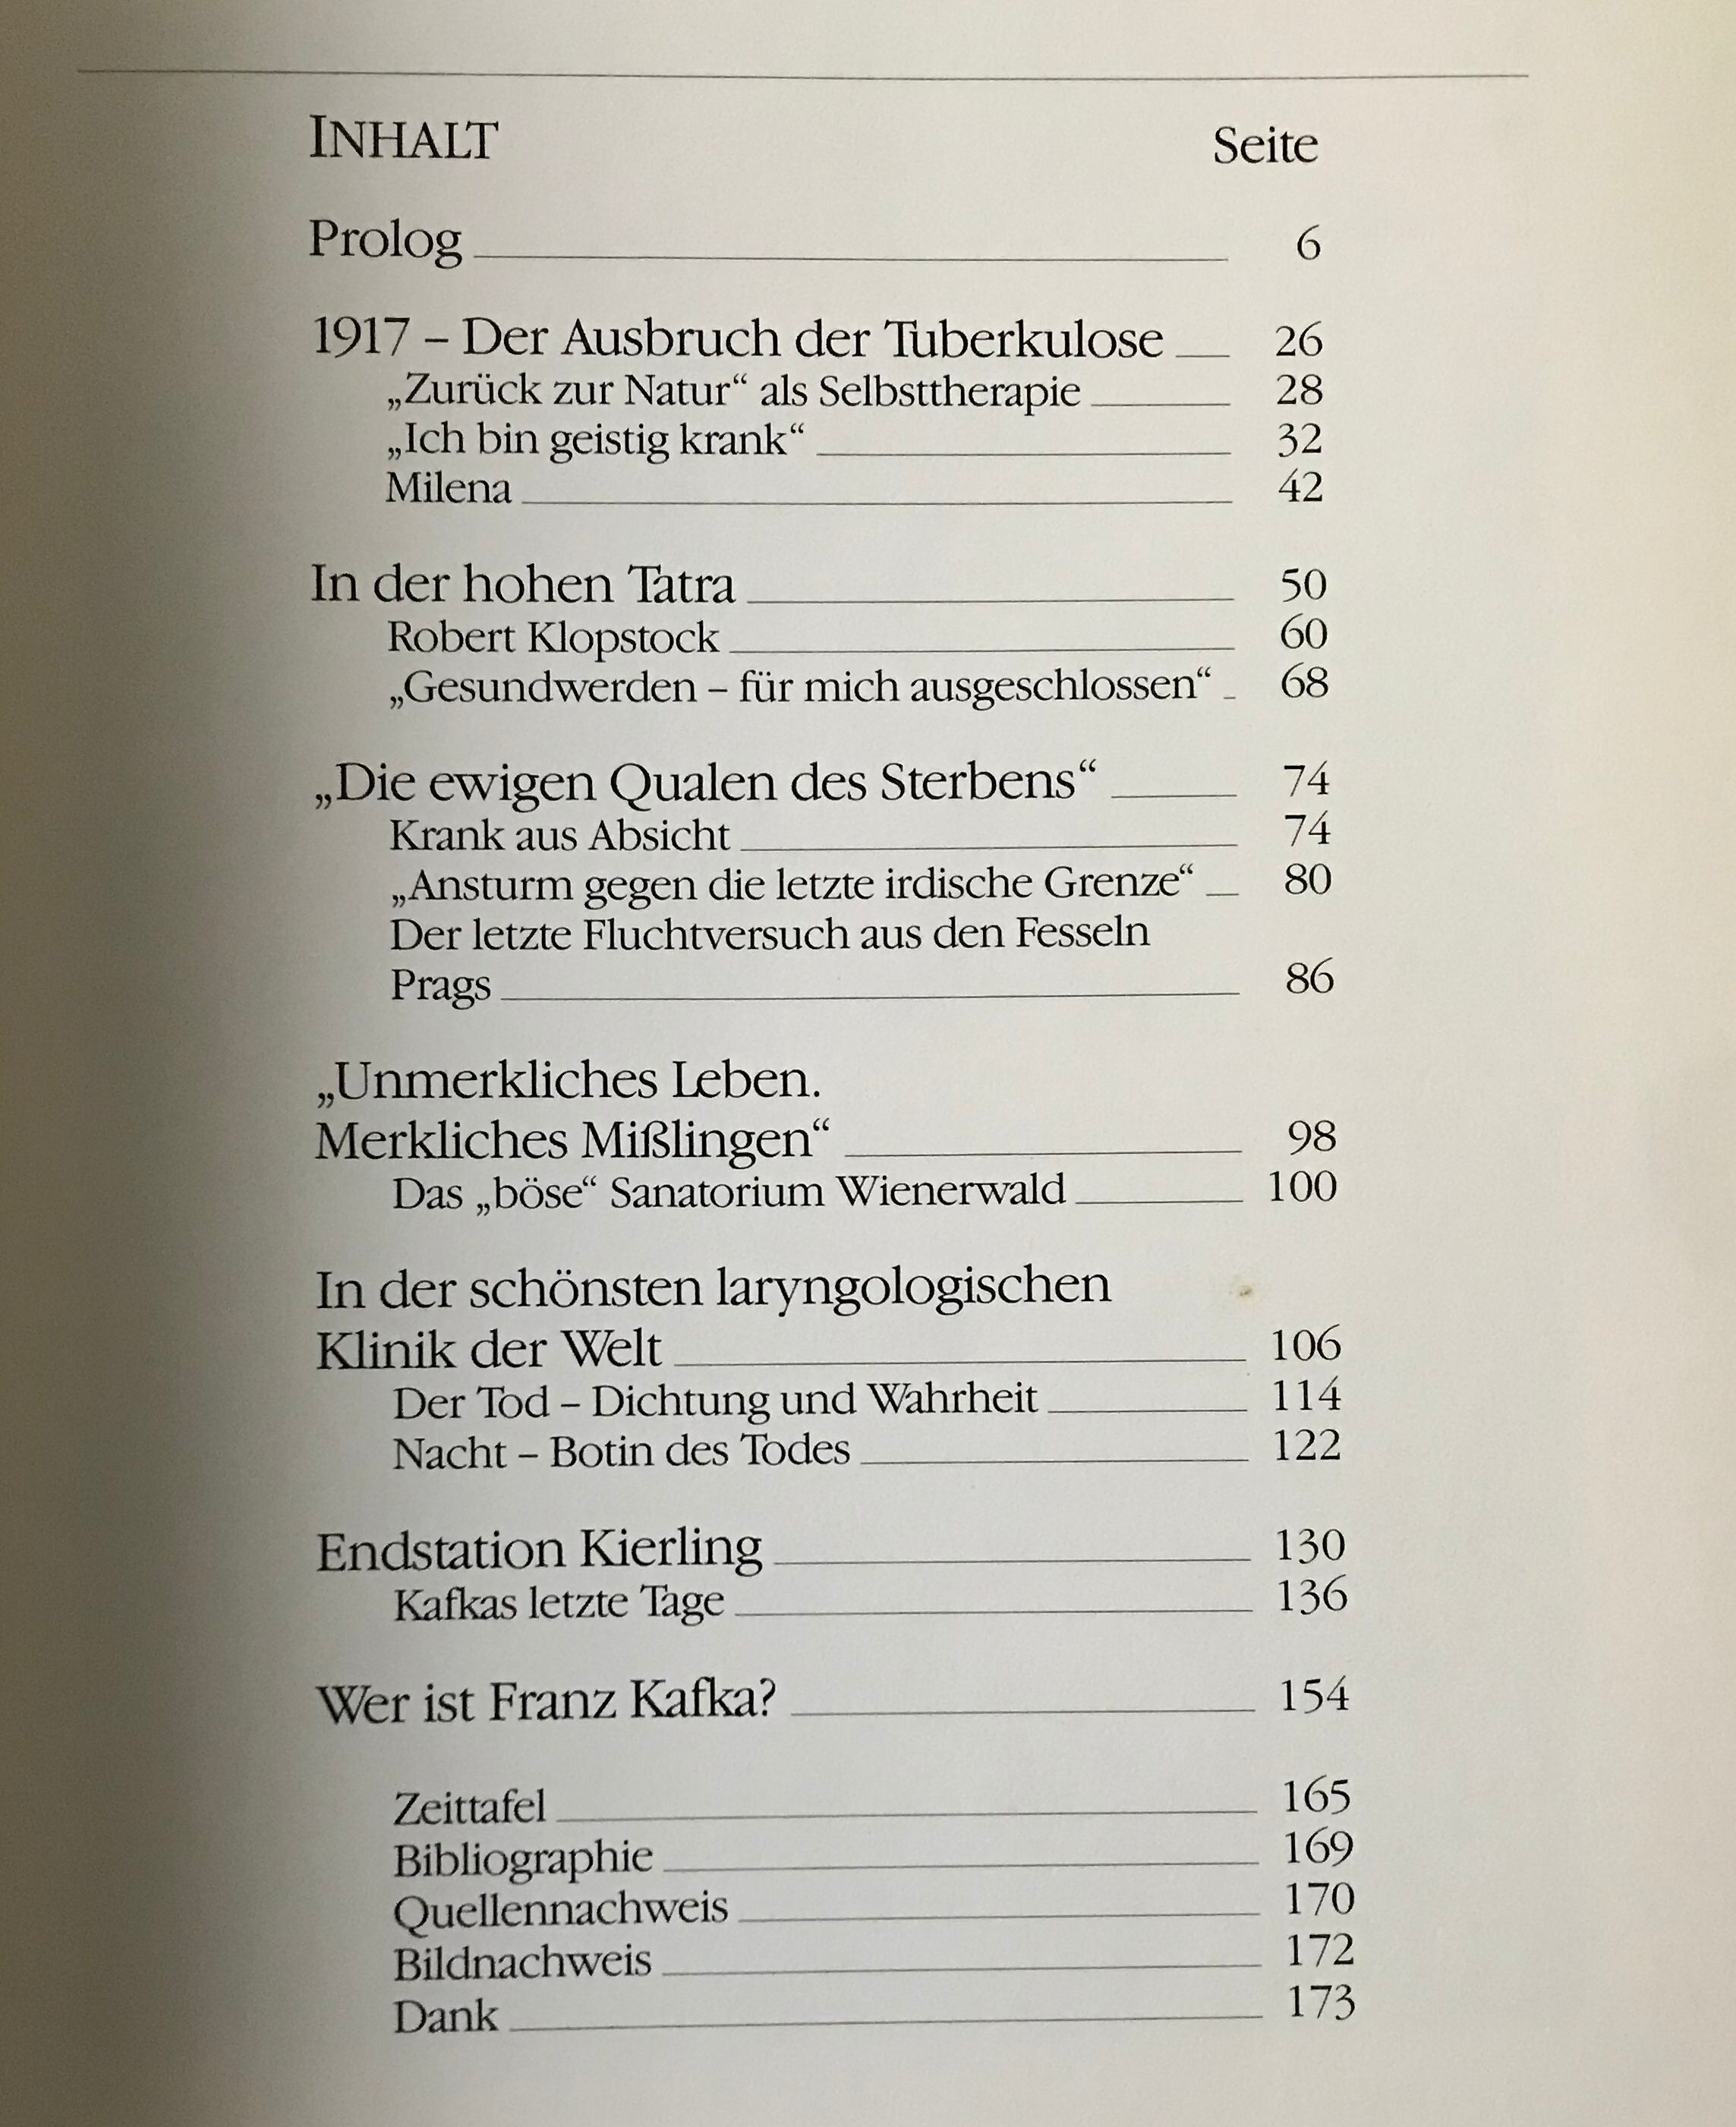 INHALT Seite
Prolog 6
1917 – Der Ausbruch der Tuberkulose 26
„Zurück zur Natur“ als Selbsttherapie 28
„Ich bin geistig krank“ 32
Milena 42
In der hohen Tatra 50
Robert Klopstock 60
„Gesundwerden – für mich ausgeschlossen“ 68
„Die ewigen Qualen des Sterbens“ 74
Krank aus Absicht 74
„Ansturm gegen die letzte irdische Grenze“ 80
Der letzte Fluchtversuch aus den Fesseln
Prags 86
„Unmerkliches Leben.
Merkliches Mißlingen“ 98
Das „böse“ Sanatorium Wienerwald 100
In der schönsten laryngologischen
Klinik der Welt 106
Der Tod – Dichtung und Wahrheit 114
Nacht – Botin des Todes 122
Endstation Kierling 130
Kafkas letzte Tage 136
Wer ist Franz Kafka? 154
Zeittafel 165
Bibliographie 169
Quellennachweis 170
Bildnachweis 172
Dank 173